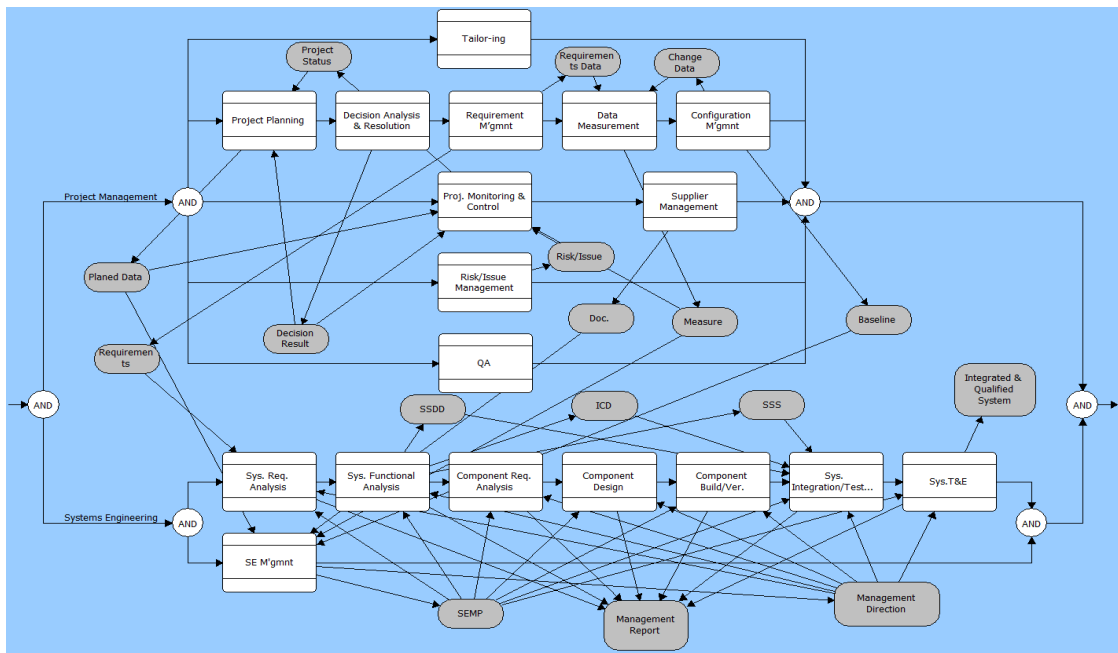 Tailor-ing
Project
Status
Requiremen
ts Data
Change
Data
Project Planning
Decision Analysis
& Resolution
Requirement
M'gmnt
Data
Measurement
Configuration
M'gmnt
Project Management
AND
Proj. Monitoring &
Control
Supplier
Management
AND
Planed Data
Risk/Issue
Risk/Issue
Management
Decision
Result
Doc.
Measure
Baseline
Requiremen
ts
QA
Integrated &
Qualified
System
AND
SSDD
ICD
SSS
AND
Sys. Req.
Analysis
Sys. Functional
Analysis
Component Req.
Analysis
Component
Design
Component
Build/Ver.
Sys.
Integration/Test...
Sys.T&E
Systems Engineering
AND
AND
SE M'gmnt
SEMP
Management
Report
Management
Direction